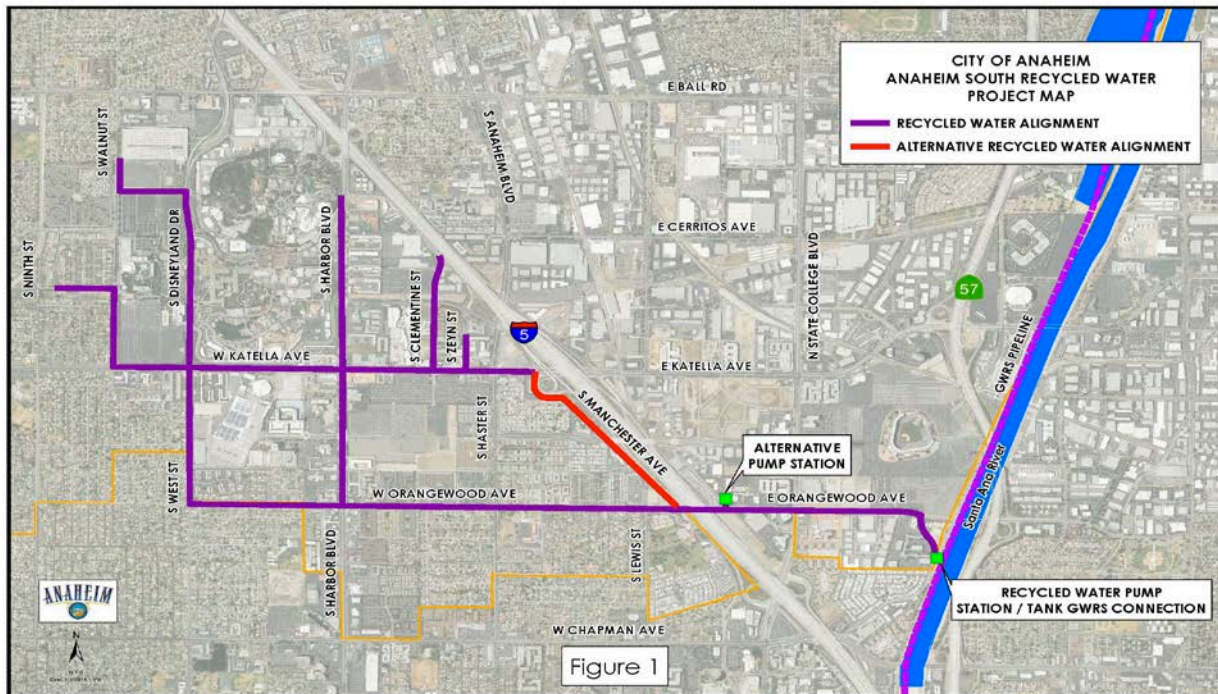 CITY OF ANAHEIM
ANAHEIM SOUTH RECYCLED WATER
PROJECT MAP
RECYCLED WATER ALIGNMENT
ALTERNATIVE RECYCLED WATER ALIGNMENT
E BALL RD
S WALNUT ST
S ANAHEIM BLVD
S NINTH ST
S DISNEYLAND DR
S HARBOR BLVD
E CERRITOS AVE
N STATE COLLEGE BLVD
S CLEMENTINE ST
S ZEYN ST
57
5
GWRS PIPELINE
W KATELLA AVE
E KATELLA AVE
S HASTER ST
S MANCHESTER AVE
ALTERNATIVE
PUMP STATION
S WEST ST
W ORANGEWOOD AVE
E ORANGEWOOD AVE
Santa Ana River
S HARBOR BLVD
S LEWIS ST
RECYCLED WATER PUMP
STATION / TANK GWRS CONNECTION
ANAHEIM
W CHAPMAN AVE
N
Figure 1